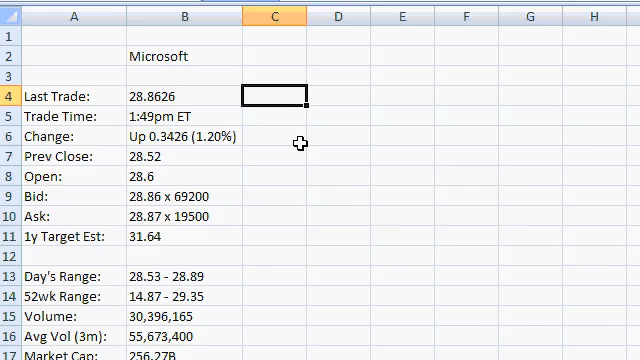 A B C D E F G H
1
2 Microsoft
3
4 Last Trade: 28.8626
5 Trade Time: 1:49pm ET
6 Change: Up 0.3426 (1.20%)
7 Prev Close: 28.52
8 Open: 28.6
9 Bid: 28.86 x 69200
10 Ask: 28.87 x 19500
11 1y Target Est: 31.64
12
13 Day's Range: 28.53 - 28.89
14 52wk Range: 14.87 - 29.35
15 Volume: 30,396,165
16 Avg Vol (3m): 55,673,400
17 Market Cap: 256.27B